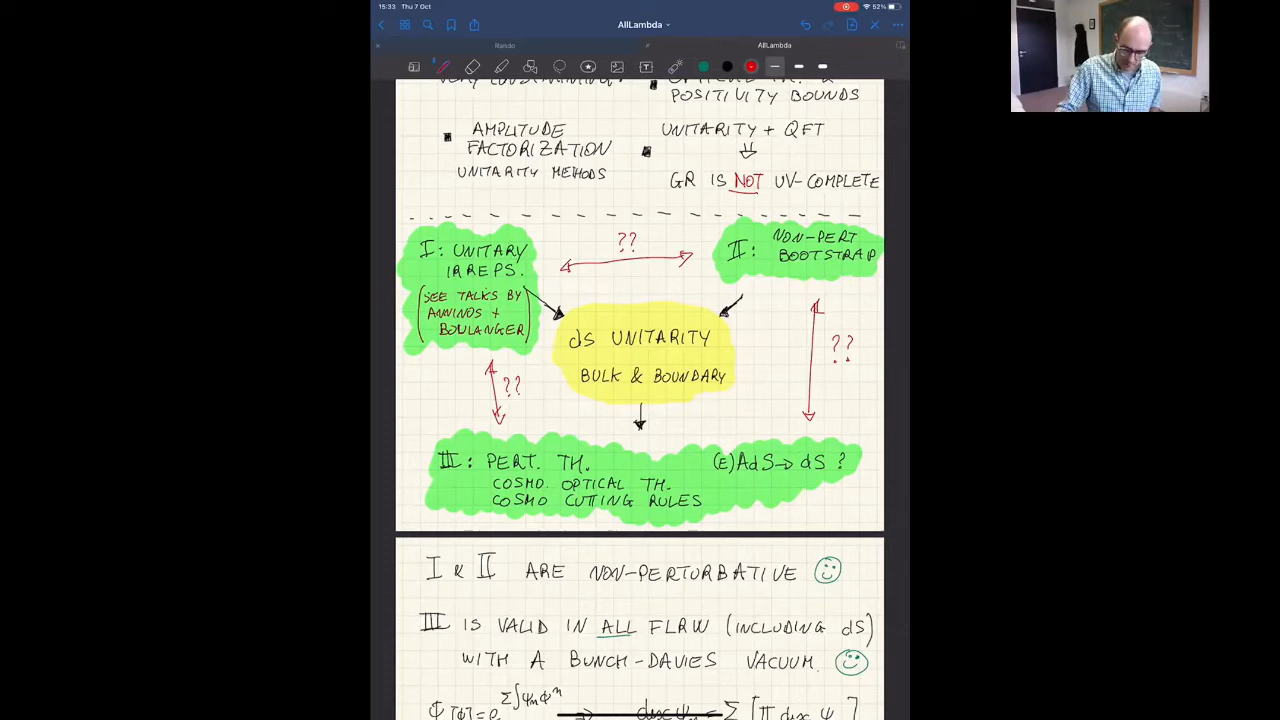 15:33 Thu 7 Oct
52%
AllLambda
Rando
AllLambda
POSITIVITY BOUNDS
AMPLITUDE
FACTORIZATION
UNITARITY METHODS
UNITARITY + QFT
GR IS NOT UV-COMPLETE
I: UNITARY
IRREPS.
(SEE TALKS BY
ANNINOS +
BOULANGER)
??
II: NON-PERT
BOOTSTRAP
dS UNITARITY
BULK & BOUNDARY
??
??
III: PERT. TH.
COSMO. OPTICAL TH.
COSMO CUTTING RULES
(E)AdS → dS ?
I & II ARE NON-PERTURBATIVE
III IS VALID IN ALL FLRW (INCLUDING dS)
WITH A BUNCH-DAVIES VACUUM.